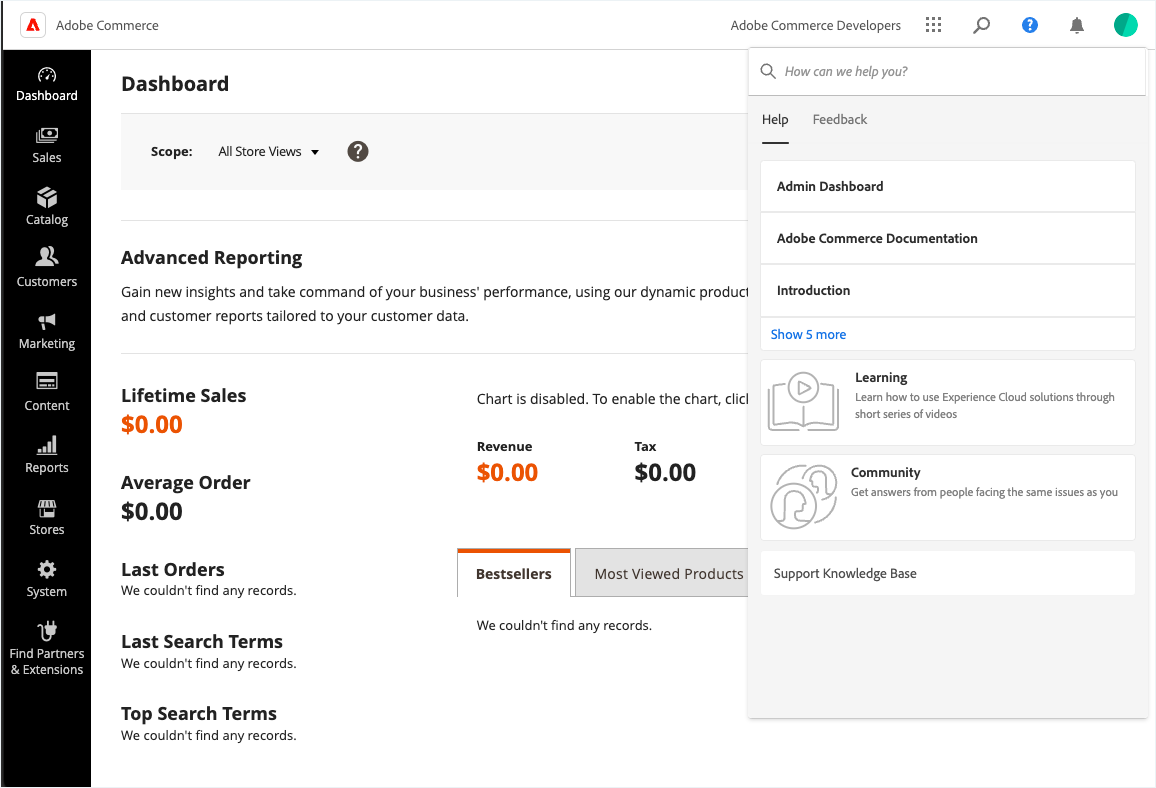 Adobe Commerce
Adobe Commerce Developers
?
Dashboard
Sales
Catalog
Customers
Marketing
Content
Reports
Stores
System
Find Partners
& Extensions
Dashboard
Scope:
All Store Views
?
Advanced Reporting
Gain new insights and take command of your business' performance, using our dynamic product
and customer reports tailored to your customer data.
Lifetime Sales
$0.00
Average Order
$0.00
Last Orders
We couldn't find any records.
Last Search Terms
We couldn't find any records.
Top Search Terms
We couldn't find any records.
Chart is disabled. To enable the chart, clic
Revenue
Tax
$0.00
$0.00
Bestsellers
Most Viewed Products
We couldn't find any records.
How can we help you?
Help
Feedback
Admin Dashboard
Adobe Commerce Documentation
Introduction
Show 5 more
Learning
Learn how to use Experience Cloud solutions through
short series of videos
Community
Get answers from people facing the same issues as you
Support Knowledge Base